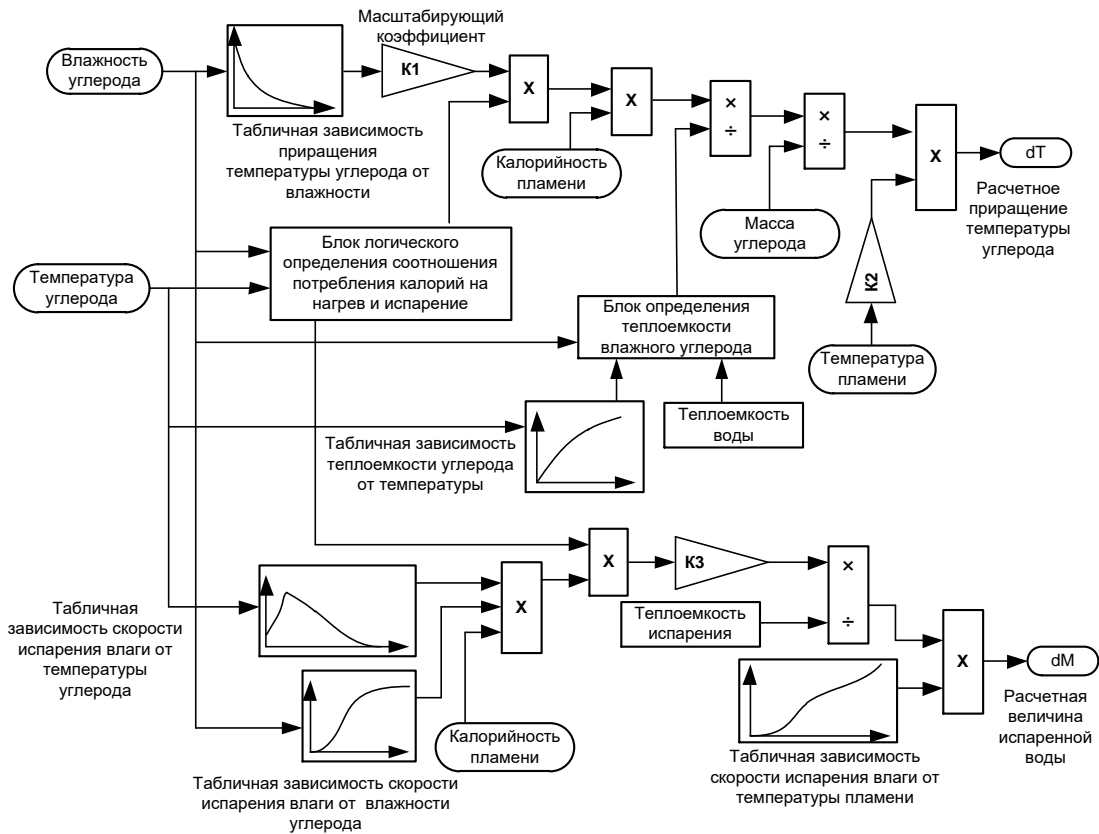 Масштабирующий
коэффициент
Влажность
углерода
К1
X
X
×
÷
×
÷
X
dT
Табличная зависимость
приращения
температуры углерода от
влажности
Калорийность
пламени
Масса
углерода
Расчетное
приращение
температуры
углерода
Блок логического
определения соотношения
потребления калорий на
нагрев и испарение
Температура
углерода
К2
Блок определения
теплоемкости
влажного углерода
Температура
пламени
Теплоемкость
воды
Табличная зависимость
теплоемкости углерода
от температуры
X
К3
×
÷
Теплоемкость
испарения
X
Табличная
зависимость скорости
испарения влаги от
температуры
углерода
X
dM
Расчетная
величина
испаренной
воды
Калорийность
пламени
Табличная зависимость
скорости испарения влаги от
температуры пламени
Табличная зависимость скорости
испарения влаги от влажности
углерода